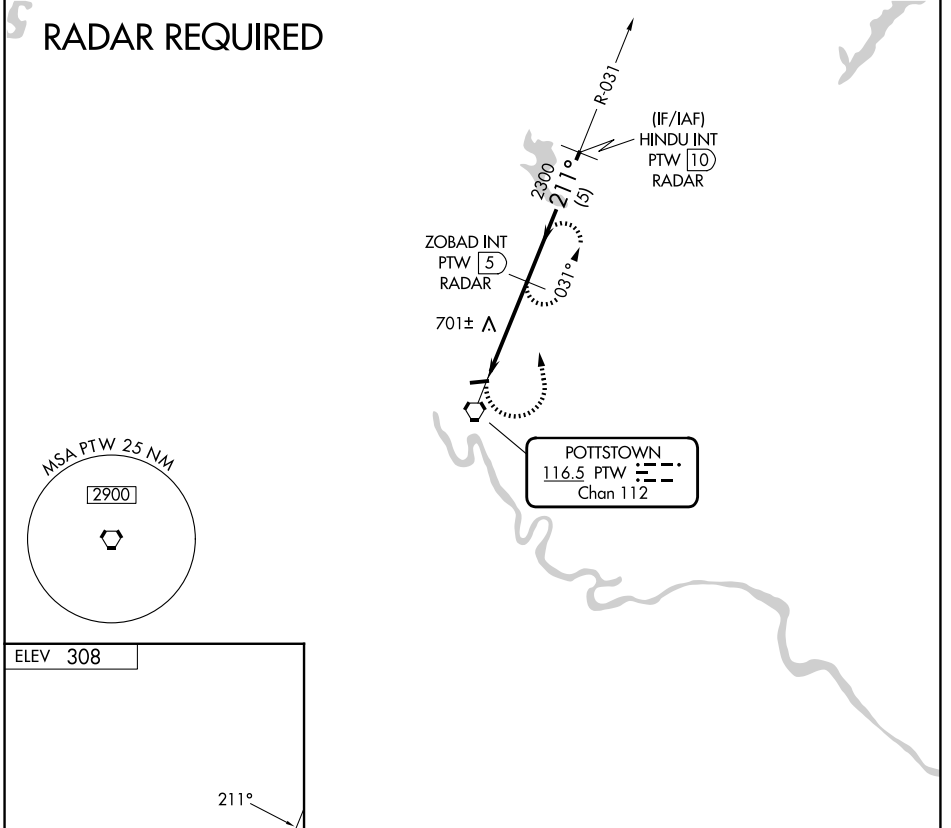 RADAR REQUIRED
R-031
(IF/IAF)
HINDU INT
PTW 10
RADAR
2300
211°
(5)
ZOBAD INT
PTW 5
RADAR
031°
701±
MSA PTW 25 NM
2900
POTTSTOWN
116.5 PTW
Chan 112
ELEV 308
211°